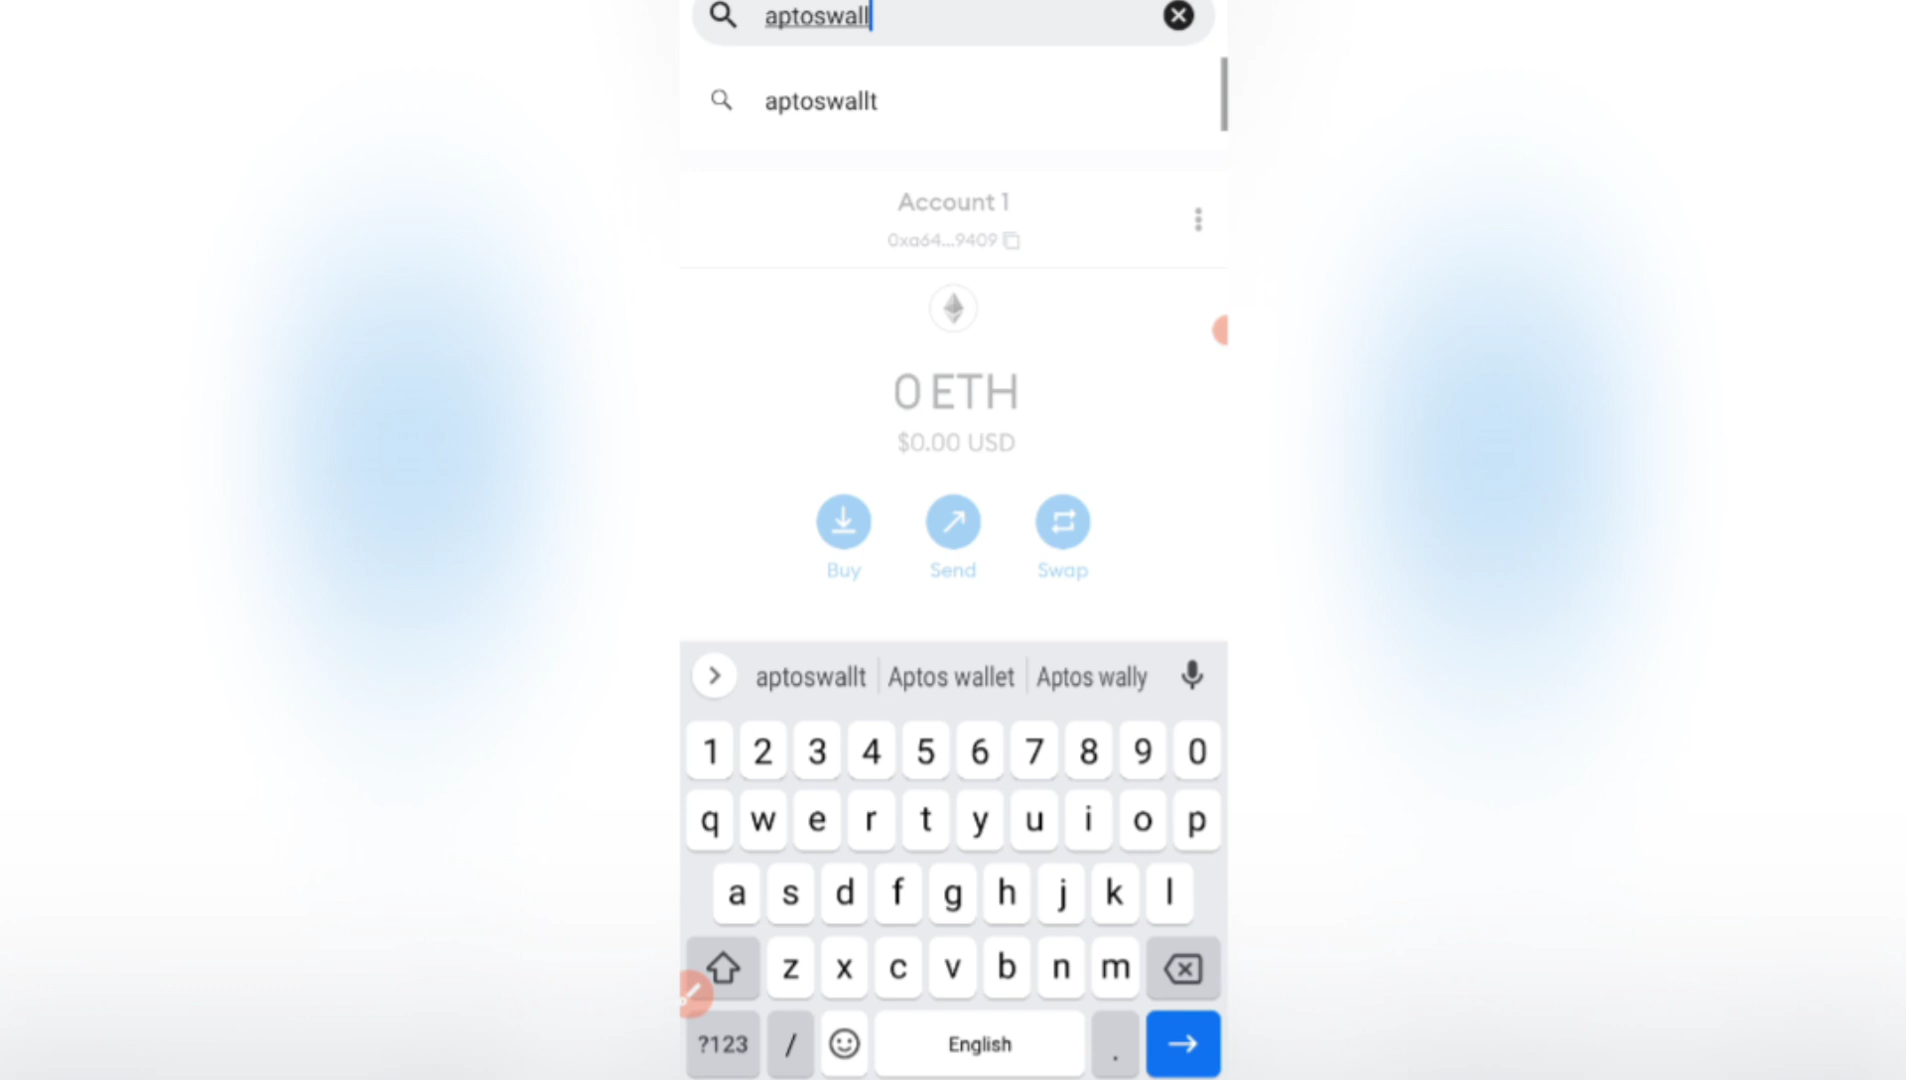 aptoswall
aptoswallt
Account 1
0xa64...9409
0 ETH
$0.00 USD
Buy Send Swap
aptoswallt Aptos wallet Aptos wally
1 2 3 4 5 6 7 8 9 0
q w e r t y u i o p
a s d f g h j k l
z x c v b n m
?123 / English .